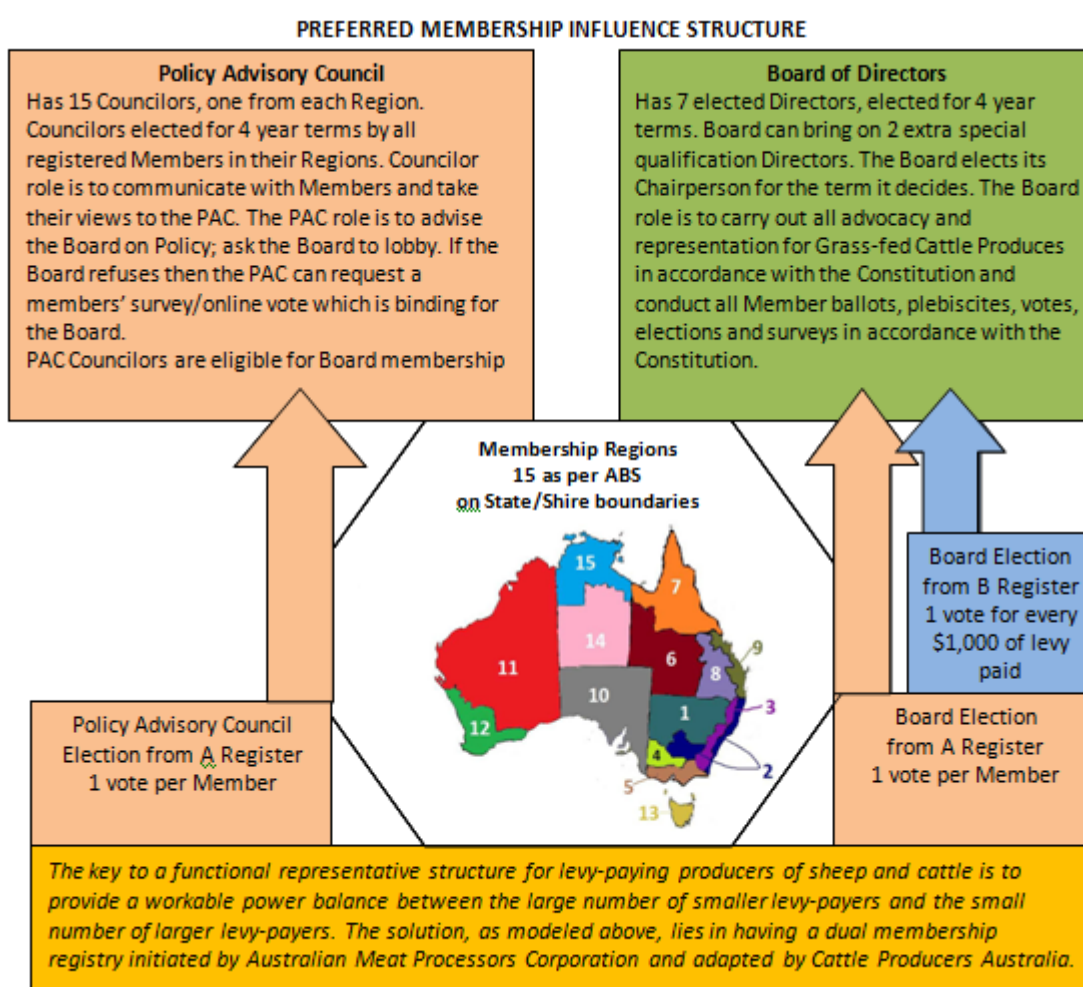 PREFERRED MEMBERSHIP INFLUENCE STRUCTURE
Policy Advisory Council
Has 15 Councilors, one from each Region.
Councilors elected for 4 year terms by all
registered Members in their Regions. Councilor
role is to communicate with Members and take
their views to the PAC. The PAC role is to advise
the Board on Policy; ask the Board to lobby. If the
Board refuses then the PAC can request a
members' survey/online vote which is binding for
the Board.
PAC Councilors are eligible for Board membership
Board of Directors
Has 7 elected Directors, elected for 4 year
terms. Board can bring on 2 extra special
qualification Directors. The Board elects its
Chairperson for the term it decides. The Board
role is to carry out all advocacy and
representation for Grass-fed Cattle Produces
in accordance with the Constitution and
conduct all Member ballots, plebiscites, votes,
elections and surveys in accordance with the
Constitution.
Membership Regions
15 as per ABS
on State/Shire boundaries
15
7
14
6
9
8
11
10
1
3
12
4
2
5
13
Policy Advisory Council
Election from A Register
1 vote per Member
Board Election
from B Register
1 vote for every
$1,000 of levy
paid
Board Election
from A Register
1 vote per Member
The key to a functional representative structure for levy-paying producers of sheep and cattle is to
provide a workable power balance between the large number of smaller levy-payers and the small
number of larger levy-payers. The solution, as modeled above, lies in having a dual membership
registry initiated by Australian Meat Processors Corporation and adapted by Cattle Producers Australia.